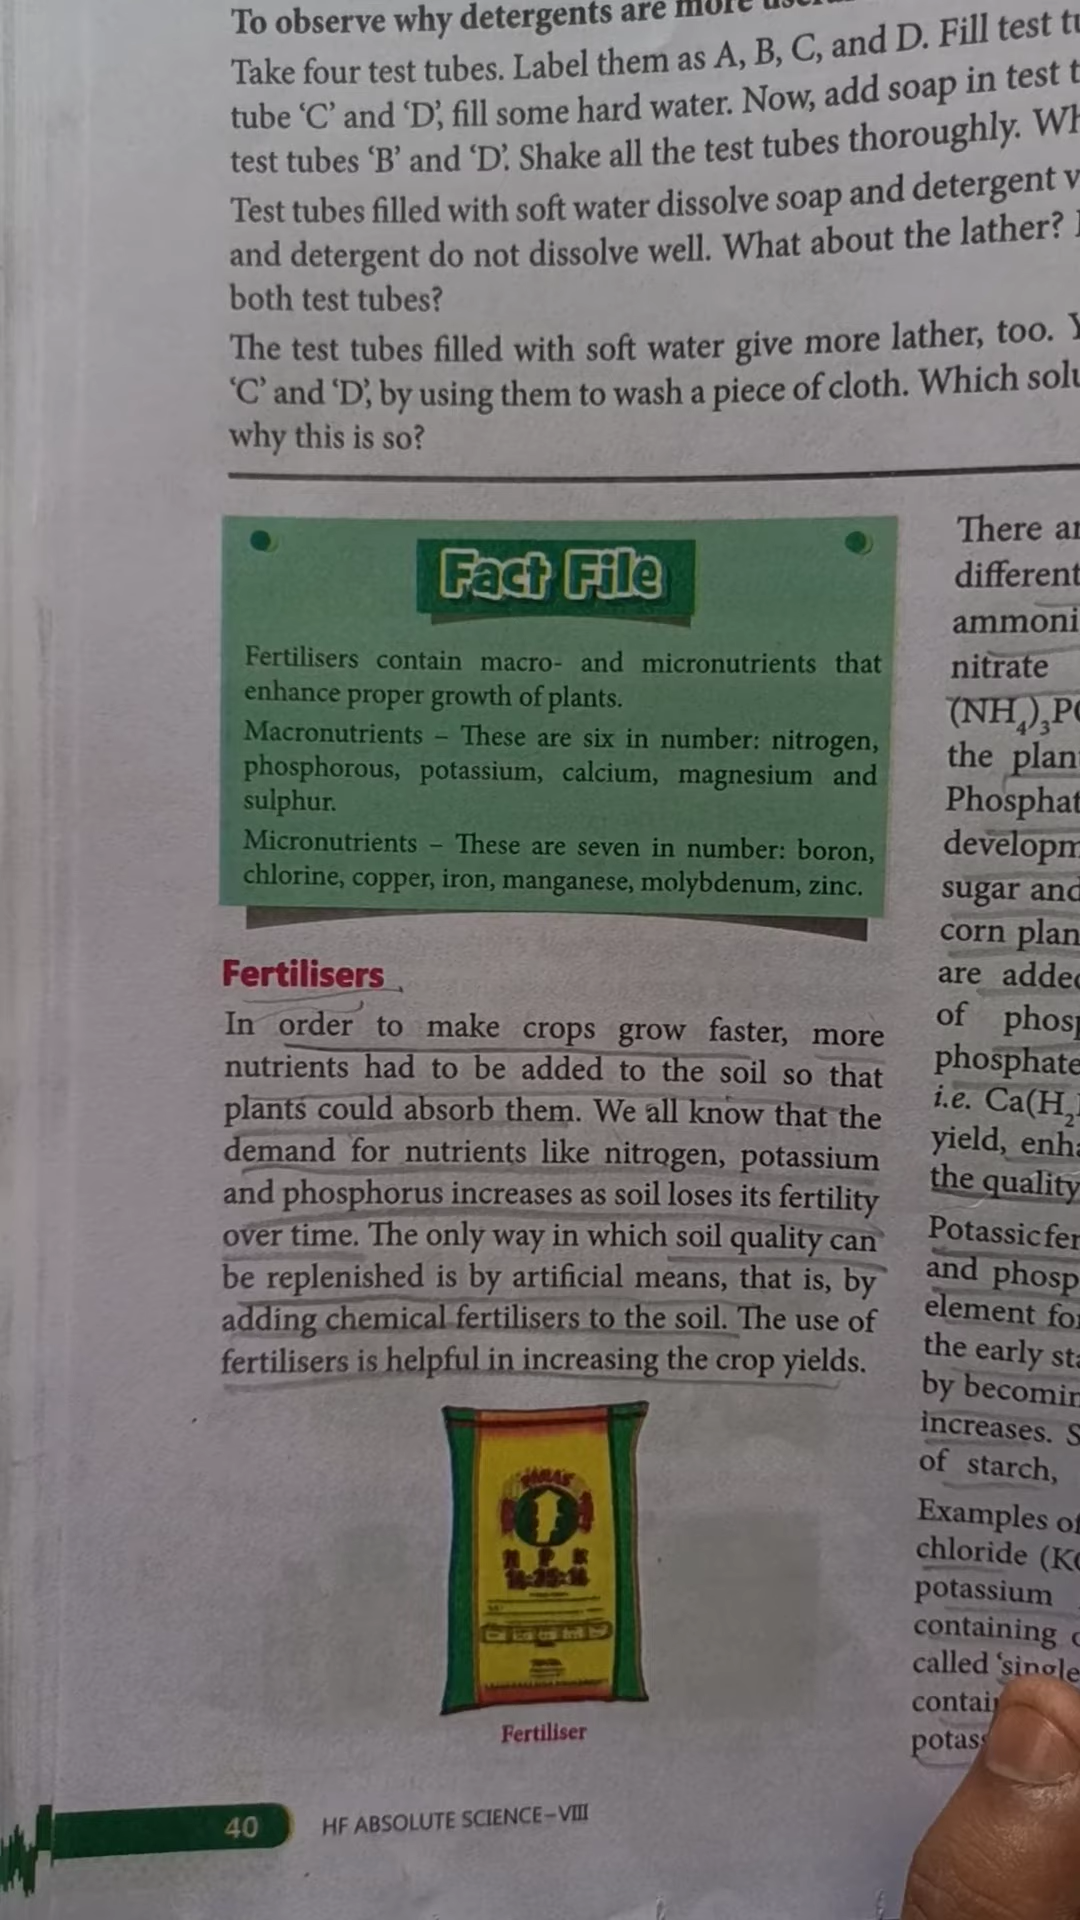 To observe why detergents are more
Take four test tubes. Label them as A, B, C, and D. Fill test
tube ‘C’ and ‘D’, fill some hard water. Now, add soap in test
test tubes ‘B’ and ‘D’. Shake all the test tubes thoroughly.
Test tubes filled with soft water dissolve soap and detergent
and detergent do not dissolve well. What about the lather?
both test tubes?
The test tubes filled with soft water give more lather, too.
‘C’ and ‘D’, by using them to wash a piece of cloth. Which
why this is so?
Fact File
Fertilisers contain macro- and micronutrients that
enhance proper growth of plants.
Macronutrients – These are six in number: nitrogen,
phosphorous, potassium, calcium, magnesium and
sulphur.
Micronutrients – These are seven in number: boron,
chlorine, copper, iron, manganese, molybdenum, zinc.
Fertilisers
In order to make crops grow faster, more
nutrients had to be added to the soil so that
plants could absorb them. We all know that the
demand for nutrients like nitrogen, potassium
and phosphorus increases as soil loses its fertility
over time. The only way in which soil quality can
be replenished is by artificial means, that is, by
adding chemical fertilisers to the soil. The use of
fertilisers is helpful in increasing the crop yields.
N P K
Fertiliser
40 HF ABSOLUTE SCIENCE–VIII
There
different
ammoni
nitrate
(NH₄)₃P
the plan
Phosphat
developm
sugar and
corn plan
are added
of phosp
phosphate
i.e. Ca(H₂
yield, enha
the quality
Potassic fer
and phosp
element for
the early sta
by becomin
increases.
of starch,
Examples of
chloride (K
potassium
containing
called ‘single
contai
potas